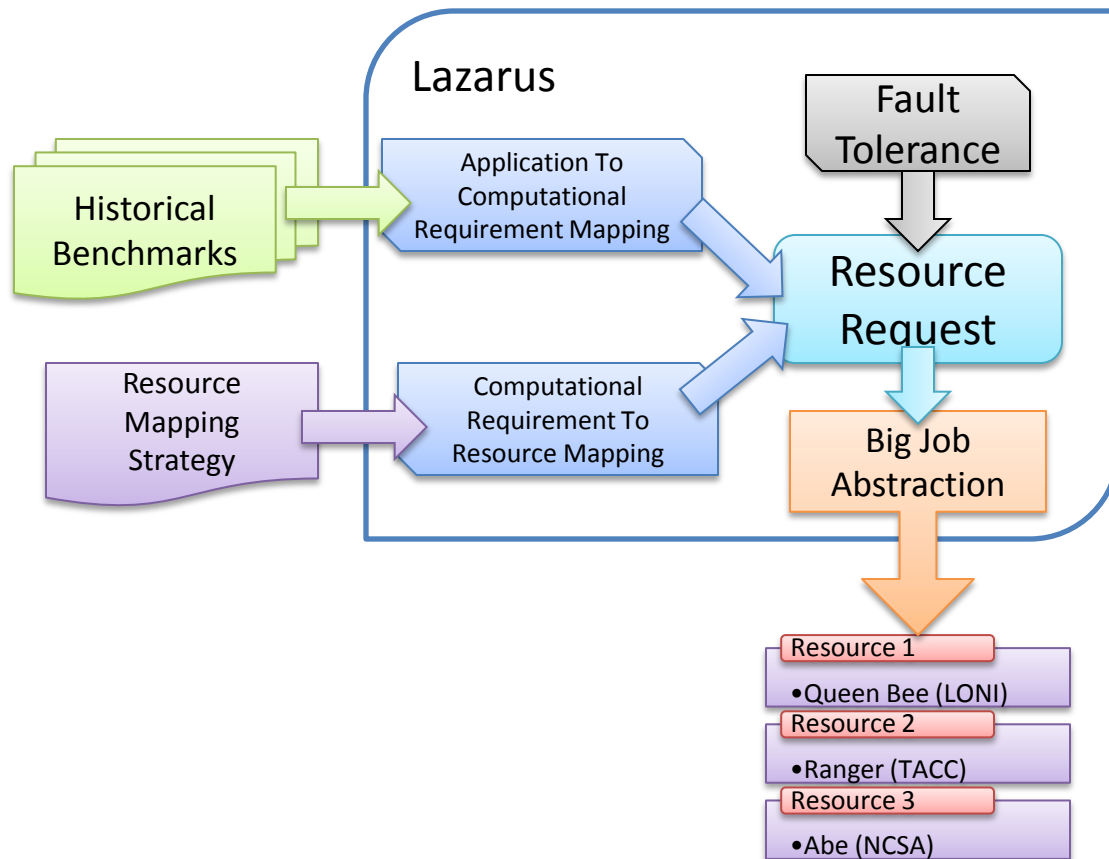 Lazarus
Fault
Tolerance
Historical
Benchmarks
Application To
Computational
Requirement Mapping
Resource
Request
Resource
Mapping
Strategy
Computational
Requirement To
Resource Mapping
Big Job
Abstraction
Resource 1
•Queen Bee (LONI)
Resource 2
•Ranger (TACC)
Resource 3
•Abe (NCSA)